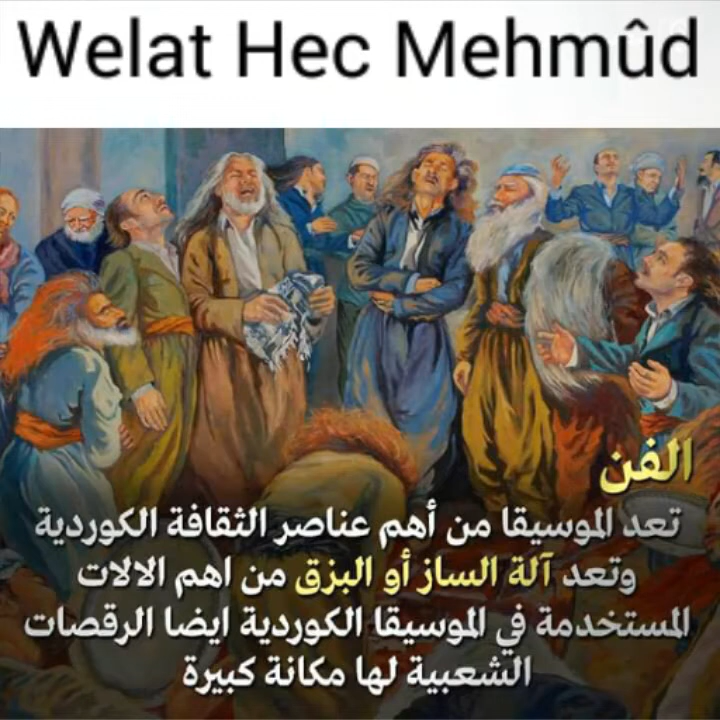 Welat Hec Mehmûd
الفن
تعد الموسيقا من أهم عناصر الثقافة الكوردية
وتعد آلة الساز أو البزق من اهم الالات
المستخدمة في الموسيقا الكوردية ايضا الرقصات
الشعبية لها مكانة كبيرة